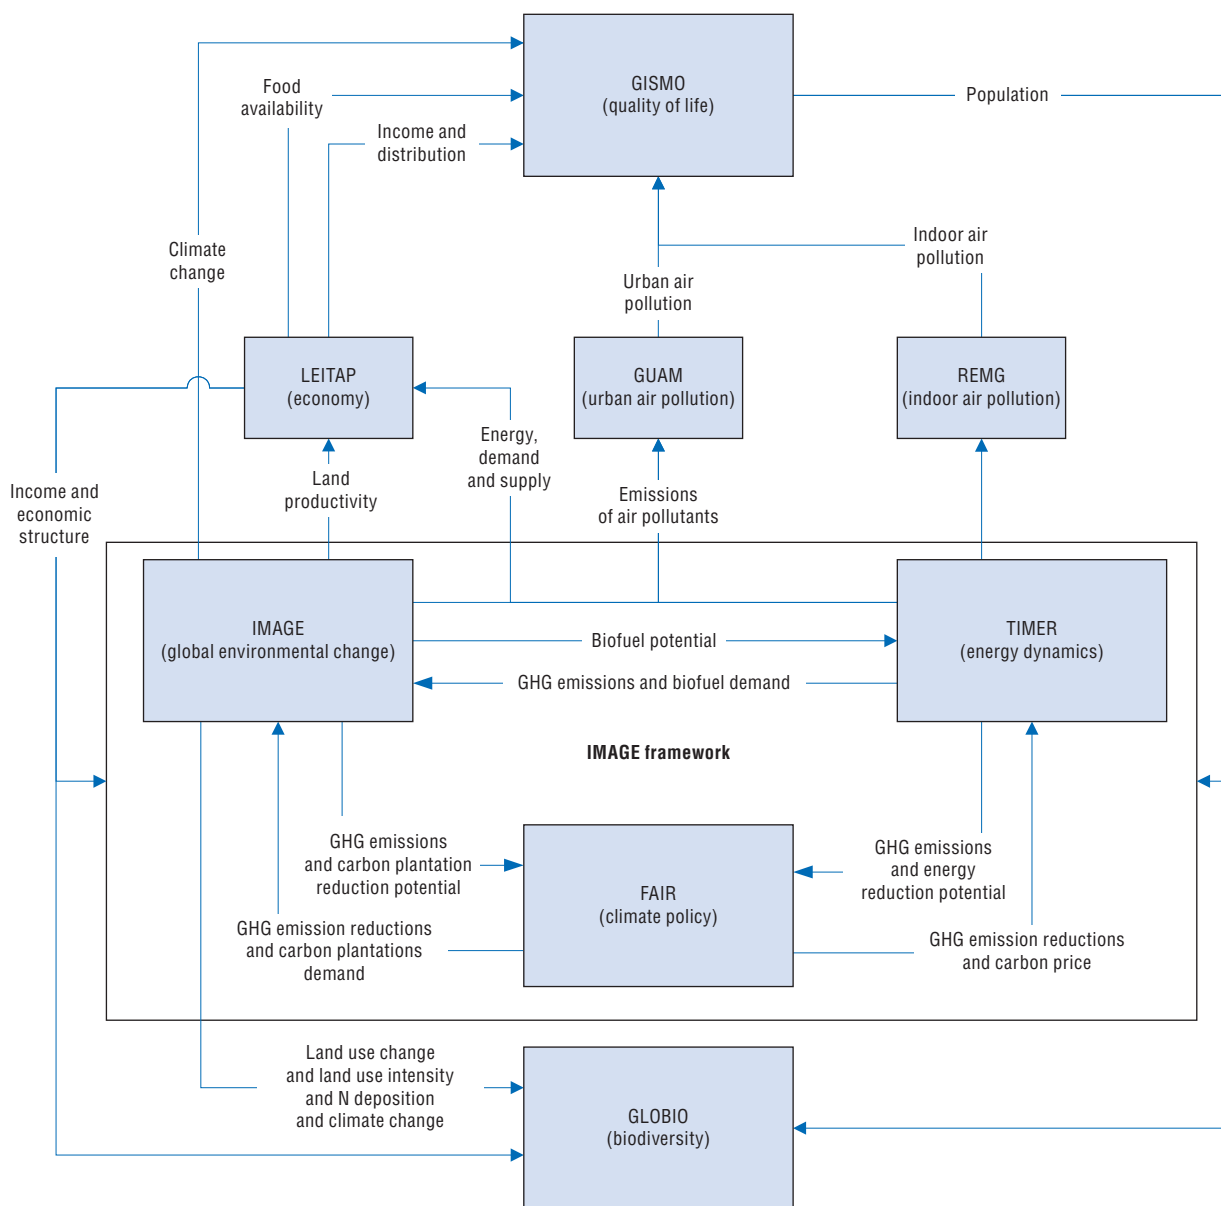 GISMO
(quality of life)
Population
Food
availability
Income and
distribution
Climate
change
Indoor air
pollution
Urban air
pollution
LEITAP
(economy)
GUAM
(urban air pollution)
REMG
(indoor air pollution)
Energy,
demand
and supply
Land
productivity
Emissions
of air pollutants
Income and
economic
structure
IMAGE
(global environmental change)
Biofuel potential
TIMER
(energy dynamics)
GHG emissions and biofuel demand
IMAGE framework
GHG emissions
and carbon plantation
reduction potential
FAIR
(climate policy)
GHG emissions
and energy
reduction potential
GHG emission reductions
and carbon plantations
demand
GHG emission reductions
and carbon price
Land use change
and land use intensity
and N deposition
and climate change
GLOBIO
(biodiversity)